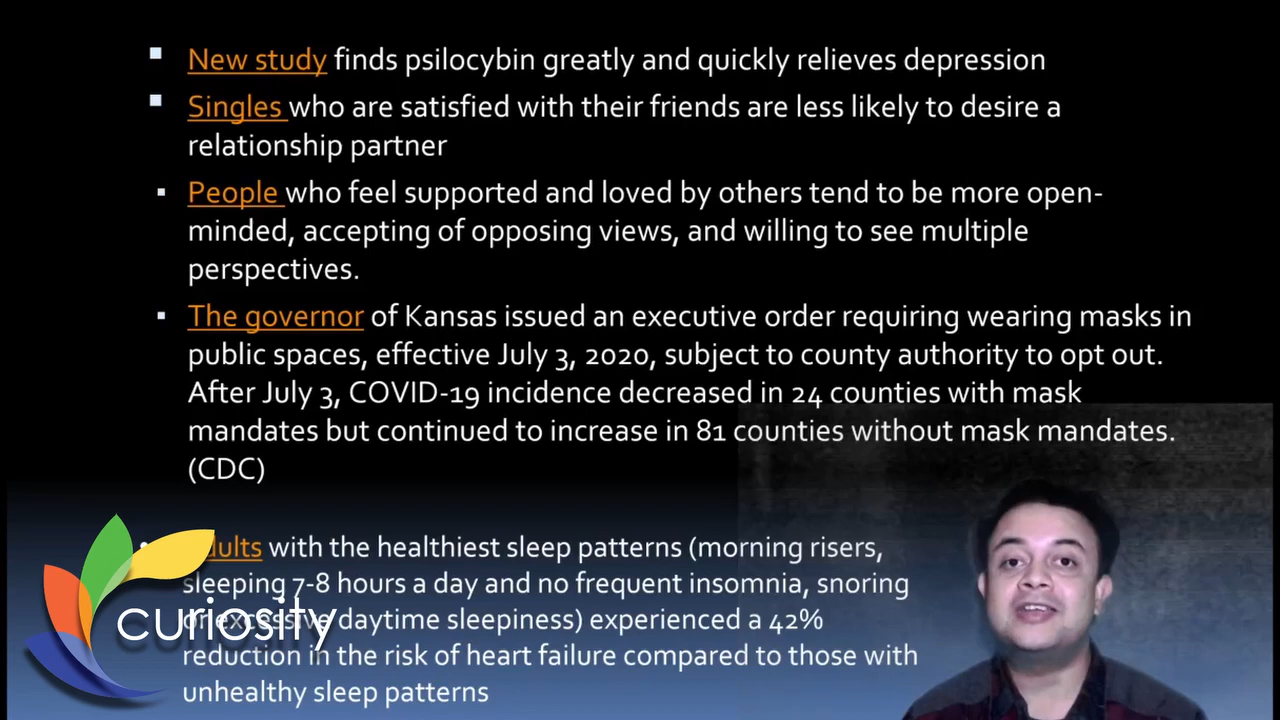 New study finds psilocybin greatly and quickly relieves depression
Singles who are satisfied with their friends are less likely to desire a
relationship partner
People who feel supported and loved by others tend to be more open-
minded, accepting of opposing views, and willing to see multiple
perspectives.
The governor of Kansas issued an executive order requiring wearing masks in
public spaces, effective July 3, 2020, subject to county authority to opt out.
After July 3, COVID-19 incidence decreased in 24 counties with mask
mandates but continued to increase in 81 counties without mask mandates.
(CDC)
Adults with the healthiest sleep patterns (morning risers,
sleeping 7-8 hours a day and no frequent insomnia, snoring
or excessive daytime sleepiness) experienced a 42%
curiosity
reduction in the risk of heart failure compared to those with
unhealthy sleep patterns